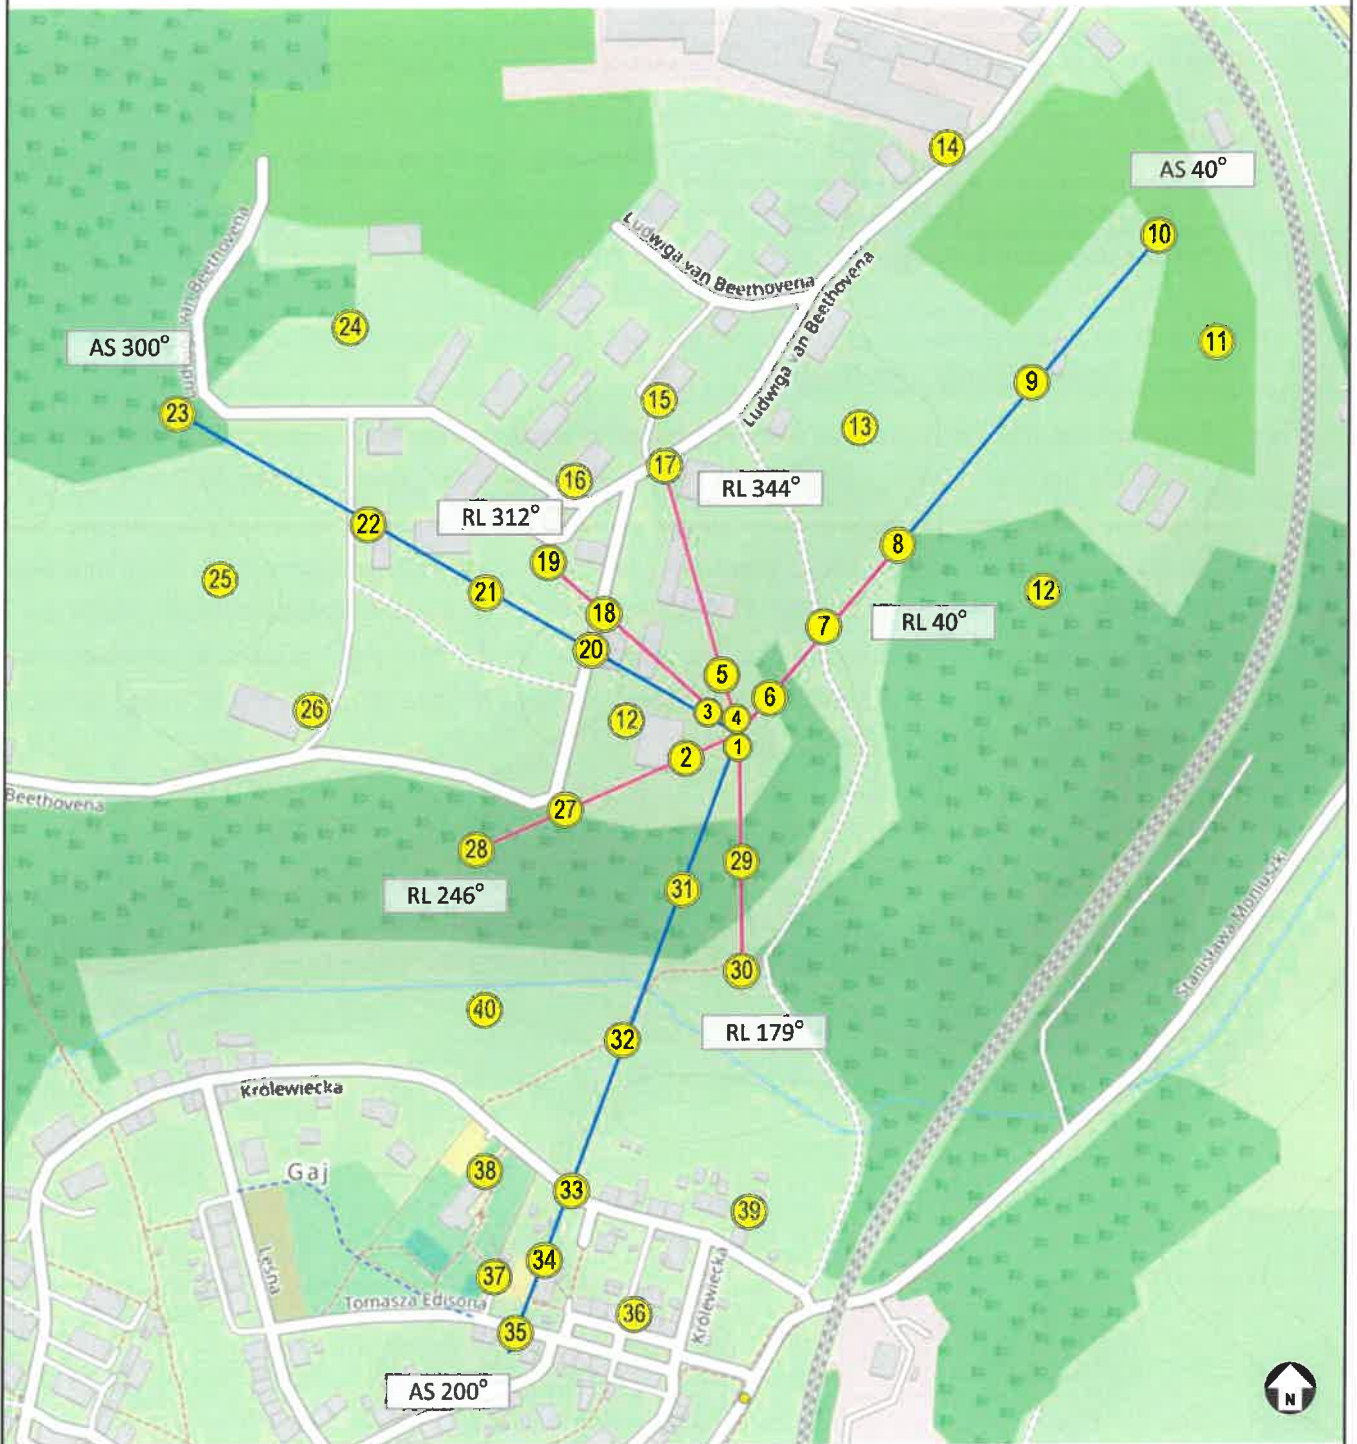 14
AS 40°
10
Ludwiga van Beethovena
Ludwiga van Beethovena
Ludwiga van Beethovena
24
11
AS 300°
9
23
15
13
17
16
RL 344°
RL 312°
22
8
19
25
21
12
18
7
RL 40°
20
5
6
26
3
4
12
1
2
Beethovena
27
28
29
RL 246°
31
30
Stanisława Moniuszki
40
RL 179°
32
Królewiecka
Gaj
38
33
39
Leśna
34
37
Tomasza Edisona
36
Królewiecka
35
AS 200°
N